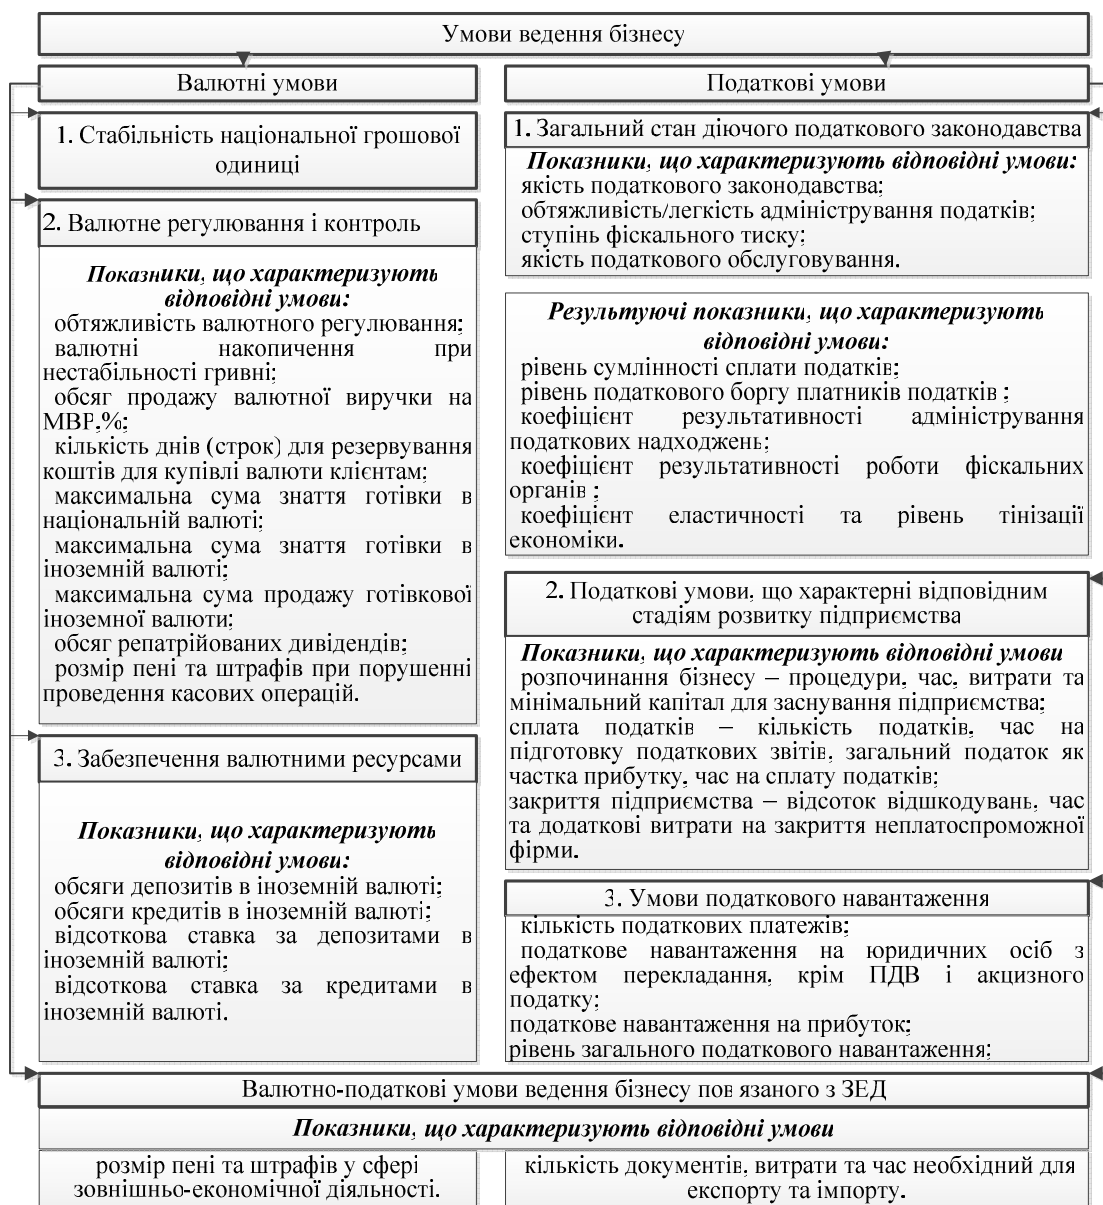 Умови ведення бізнесу
Валютні умови
1. Стабільність національної грошової
одиниці
2. Валютне регулювання і контроль
Показники, що характеризують
відповідні умови:
обтяжливість валютного регулювання;
валютні накопичення при
нестабільності гривні;
обсяг продажу валютної виручки на
МВР,%;
кількість днів (строк) для резервування
коштів для купівлі валюти клієнтам;
максимальна сума знаття готівки в
національній валюті;
максимальна сума знаття готівки в
іноземній валюті;
максимальна сума продажу готівкової
іноземної валюти;
обсяг репатрійованих дивідендів;
розмір пені та штрафів при порушенні
проведення касових операцій.
3. Забезпечення валютними ресурсами
Показники, що характеризують
відповідні умови:
обсяги депозитів в іноземній валюті;
обсяги кредитів в іноземній валюті;
відсоткова ставка за депозитами в
іноземній валюті;
відсоткова ставка за кредитами в
іноземній валюті.
Податкові умови
1. Загальний стан діючого податкового законодавства
Показники, що характеризують відповідні умови:
якість податкового законодавства;
обтяжливість/легкість адміністрування податків;
ступінь фіскального тиску;
якість податкового обслуговування.
Результуючі показники, що характеризують
відповідні умови:
рівень сумлінності сплати податків;
рівень податкового боргу платників податків ;
коефіцієнт результативності адміністрування
податкових надходжень;
коефіцієнт результативності роботи фіскальних
органів ;
коефіцієнт еластичності та рівень тінізації
економіки.
2. Податкові умови, що характерні відповідним
стадіям розвитку підприємства
Показники, що характеризують відповідні умови
розпочинання бізнесу – процедури, час, витрати та
мінімальний капітал для заснування підприємства;
сплата податків – кількість податків, час на
підготовку податкових звітів, загальний податок як
частка прибутку, час на сплату податків;
закриття підприємства – відсоток відшкодувань, час
та додаткові витрати на закриття неплатоспроможної
фірми.
3. Умови податкового навантаження
кількість податкових платежів;
податкове навантаження на юридичних осіб з
ефектом перекладання, крім ПДВ і акцизного
податку;
податкове навантаження на прибуток;
рівень загального податкового навантаження;
Валютно-податкові умови ведення бізнесу пов язаного з ЗЕД
Показники, що характеризують відповідні умови
розмір пені та штрафів у сфері
зовнішньо-економічної діяльності.
кількість документів, витрати та час необхідний для
експорту та імпорту.